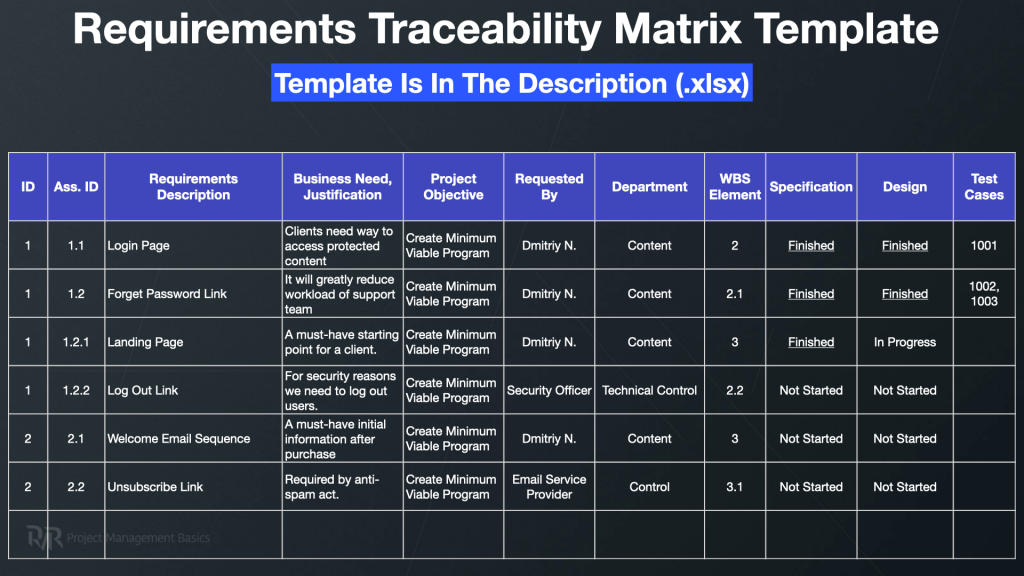 Requirements Traceability Matrix Template
Template Is In The Description (.xlsx)
ID
Ass. ID
Requirements
Description
Business Need,
Justification
Project
Objective
Requested
By
Department
WBS
Element
Specification
Design
Test
Cases
1
1.1
Login Page
Clients need way to
access protected
content
Create Minimum
Viable Program
Dmitriy N.
Content
2
Finished
Finished
1001
1
1.2
Forget Password Link
It will greatly reduce
workload of support
team
Create Minimum
Viable Program
Dmitriy N.
Content
2.1
Finished
Finished
1002,
1003
1
1.2.1
Landing Page
A must-have starting
point for a client.
Create Minimum
Viable Program
Dmitriy N.
Content
3
Finished
In Progress
1
1.2.2
Log Out Link
For security reasons
we need to log out
users.
Create Minimum
Viable Program
Security Officer
Technical Control
2.2
Not Started
Not Started
2
2.1
Welcome Email Sequence
A must-have initial
information after
purchase
Create Minimum
Viable Program
Dmitriy N.
Content
3
Not Started
Not Started
2
2.2
Unsubscribe Link
Required by anti-
spam act.
Create Minimum
Viable Program
Email Service
Provider
Control
3.1
Not Started
Not Started
Project Management Basics